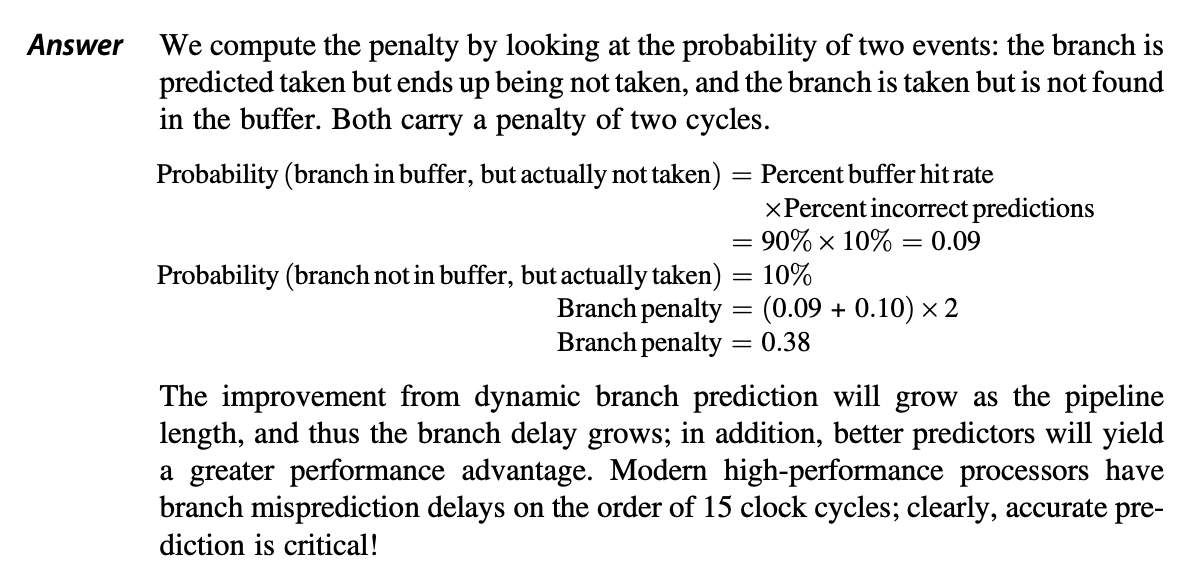 Answer We compute the penalty by looking at the probability of two events: the branch is
predicted taken but ends up being not taken, and the branch is taken but is not found
in the buffer. Both carry a penalty of two cycles.
Probability (branch in buffer, but actually not taken) = Percent buffer hit rate
×Percent incorrect predictions
= 90% × 10% = 0.09
Probability (branch not in buffer, but actually taken) = 10%
Branch penalty = (0.09 + 0.10) × 2
Branch penalty = 0.38
The improvement from dynamic branch prediction will grow as the pipeline
length, and thus the branch delay grows; in addition, better predictors will yield
a greater performance advantage. Modern high-performance processors have
branch misprediction delays on the order of 15 clock cycles; clearly, accurate pre-
diction is critical!